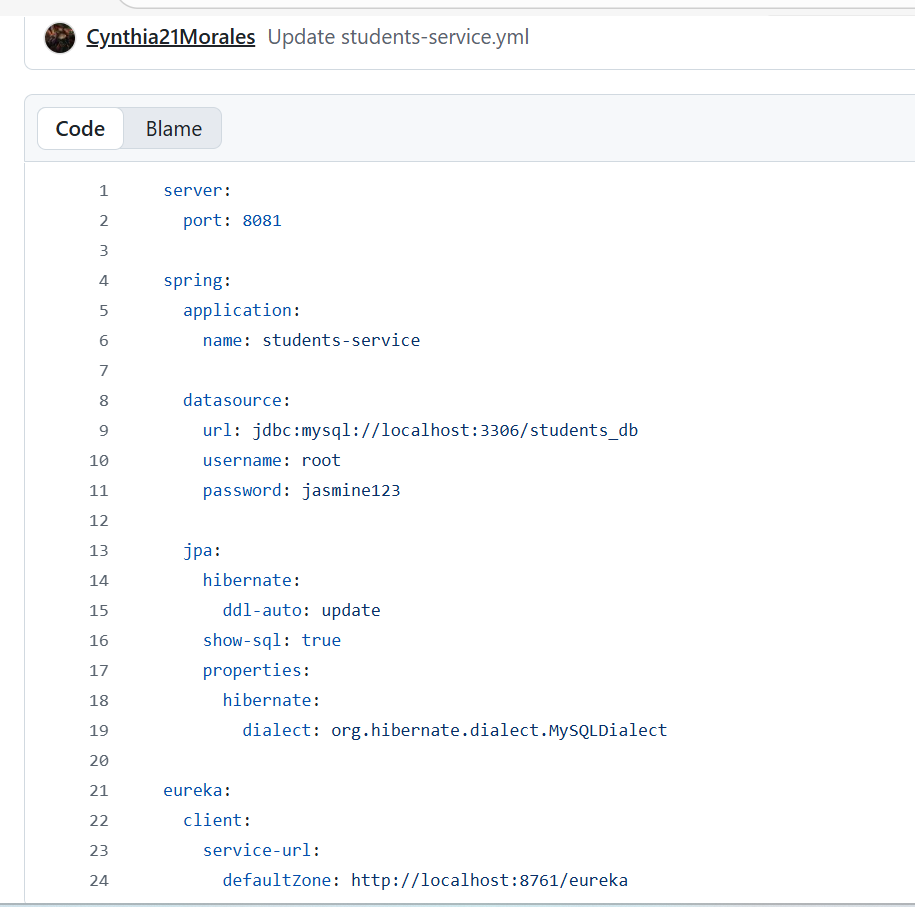 Cynthia21Morales Update students-service.yml
Code Blame
1 server:
2 port: 8081
3
4 spring:
5 application:
6 name: students-service
7
8 datasource:
9 url: jdbc:mysql://localhost:3306/students_db
10 username: root
11 password: jasmine123
12
13 jpa:
14 hibernate:
15 ddl-auto: update
16 show-sql: true
17 properties:
18 hibernate:
19 dialect: org.hibernate.dialect.MySQLDialect
20
21 eureka:
22 client:
23 service-url:
24 defaultZone: http://localhost:8761/eureka